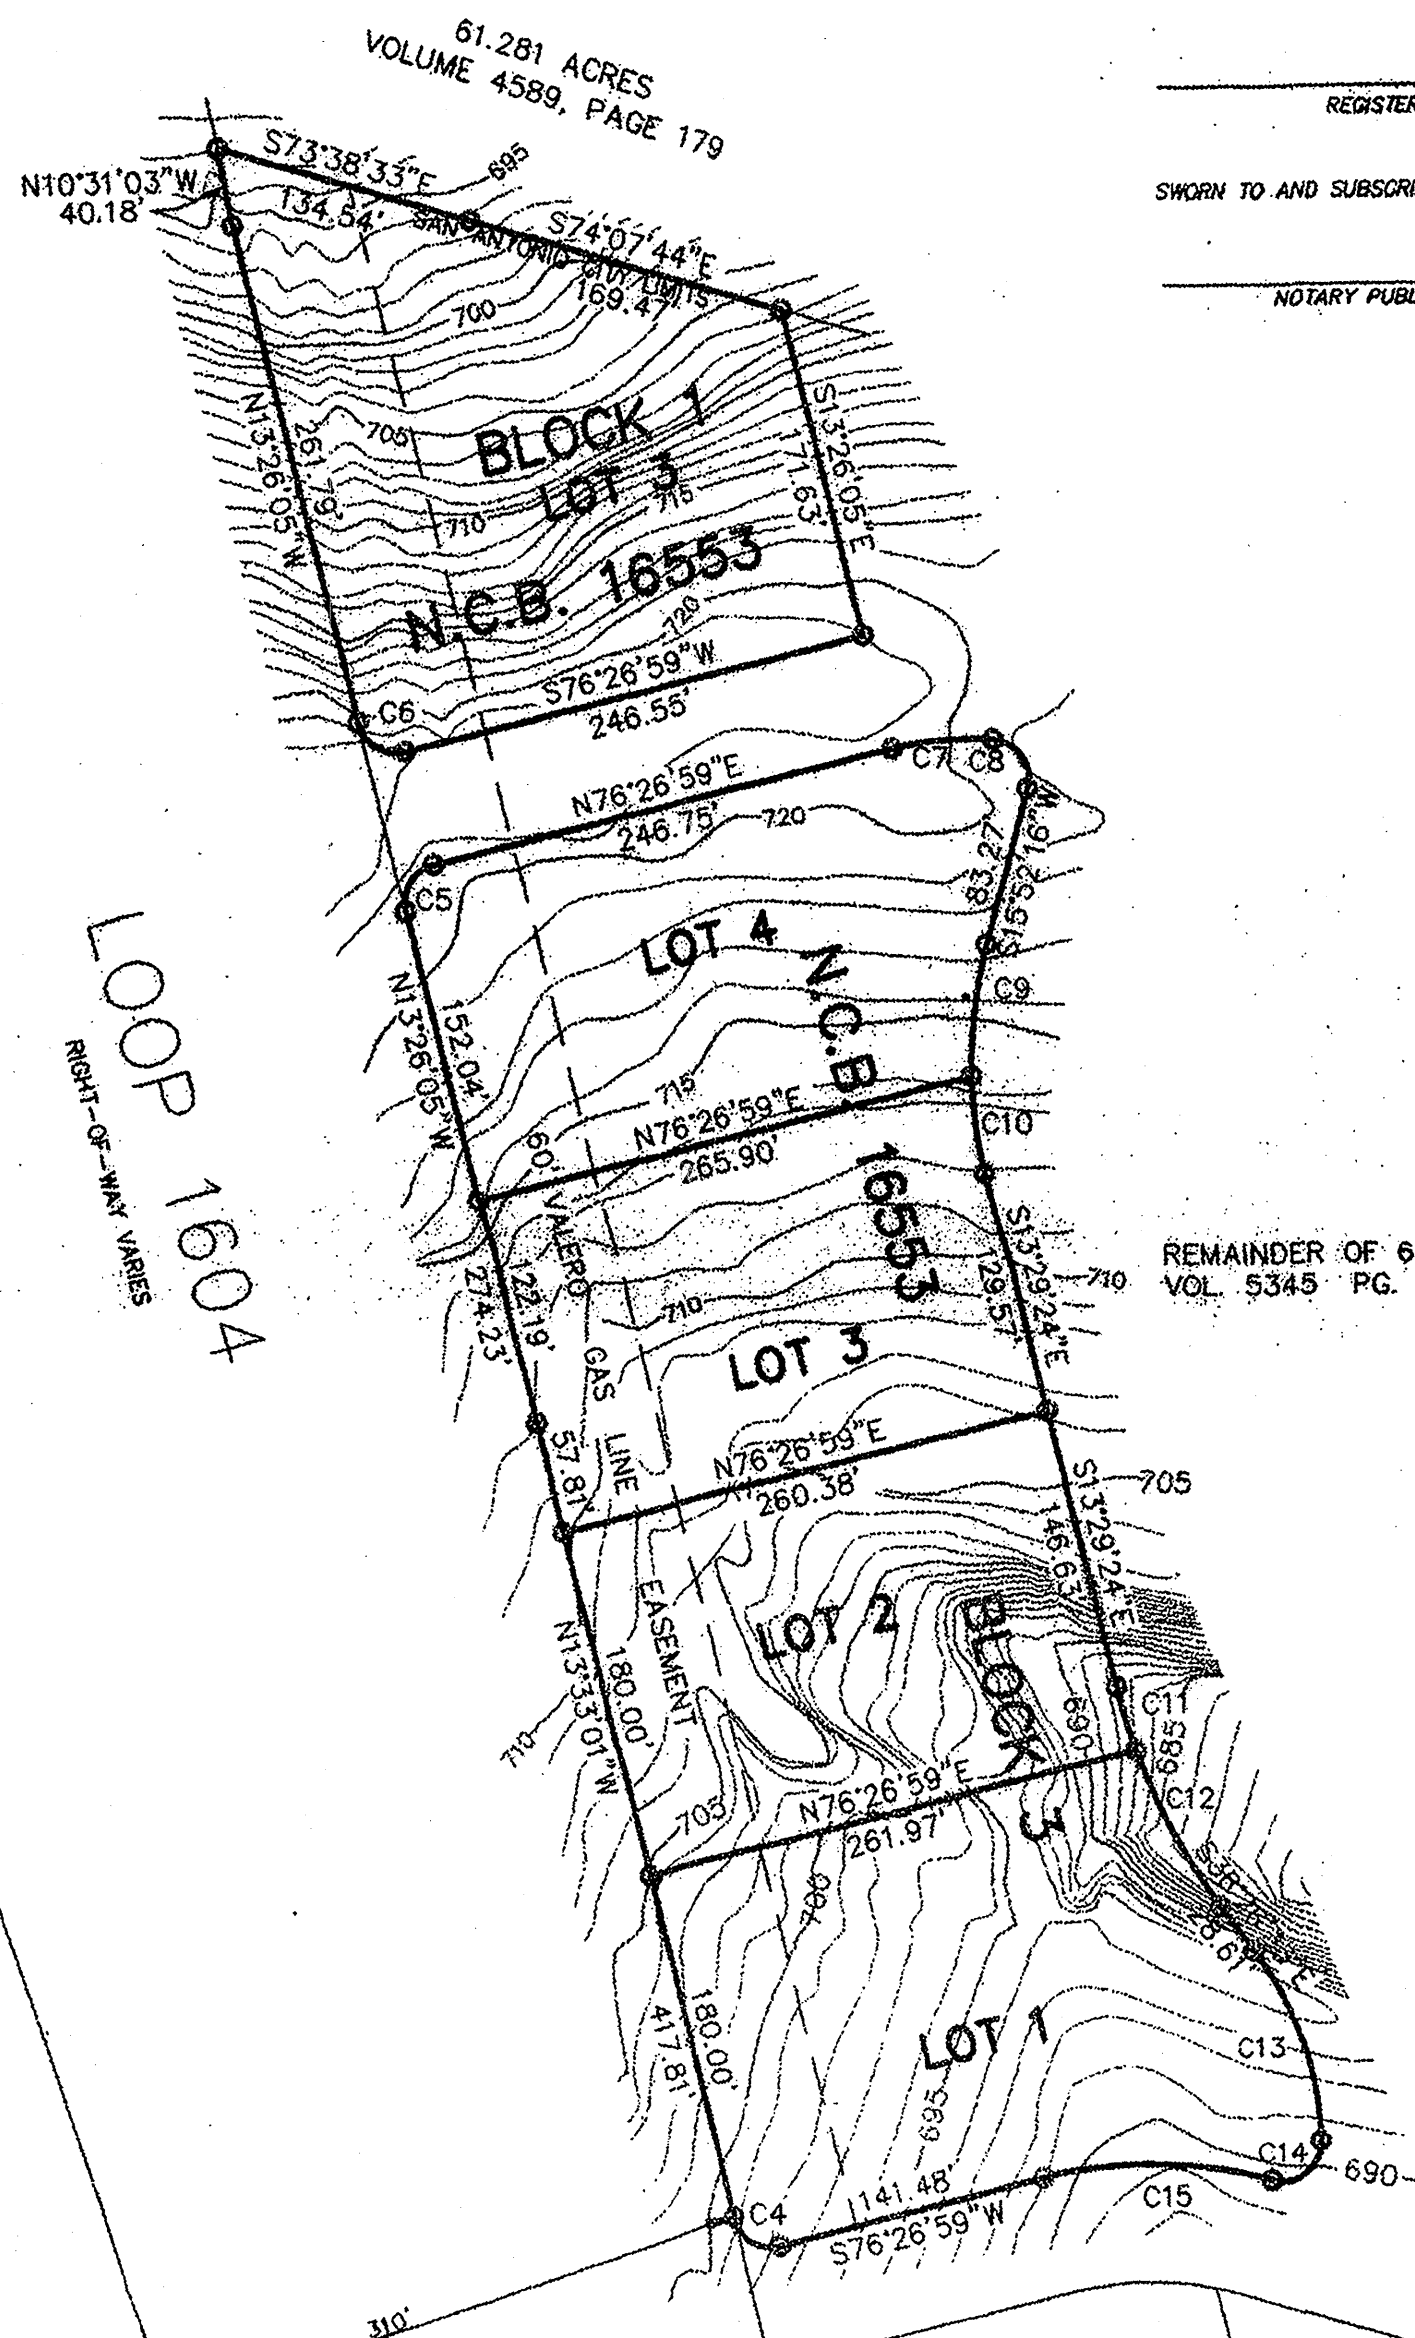 61.281 ACRES
VOLUME 4589, PAGE 179
REGISTER
SWORN TO AND SUBSCRI
NOTARY PUBL
N10°31'03"W
40.18'
S73°38'33"E
134.54'
695
S74°07'44"E
SAN ANTONIO CITY LIMITS
169.47'
700
N13°26'05"W
261.79'
705
BLOCK 1
LOT 3
S13°26'05"E
171.63'
710
715
N.C.B. 16553
720
S76°26'59"W
246.55'
C6
C7
C8
N76°26'59"E
246.75'
720
C5
83.27'
S15°52'16"W
LOT 4
N.C.B. 16553
C9
LOOP 1604
RIGHT-OF-WAY VARIES
N13°26'05"W
152.04'
715
N76°26'59"E
265.90'
C10
60' VALERO GAS LINE EASEMENT
122.19'
274.23'
S13°29'24"E
129.57'
710
710
REMAINDER OF 6
VOL. 5345 PG.
LOT 3
57.81'
N76°26'59"E
260.38'
S13°29'24"E
146.63'
705
LOT 2
BLOCK 3
N13°33'01"W
180.00'
710
690
685
C11
705
N76°26'59"E
261.97'
C12
700
28.61'
LOT 1
180.00'
417.81'
C13
695
C14
690
C4
141.48'
S76°26'59"W
C15
310'